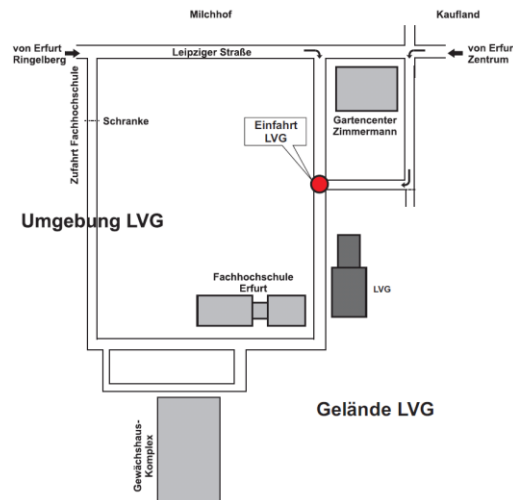 Milchhof
Kaufland
von Erfurt
Ringelberg
Leipziger Straße
von Erfur
Zentrum
Zufahrt Fachhochschule
Schranke
Einfahrt
LVG
Gartencenter
Zimmermann
Umgebung LVG
Fachhochschule
Erfurt
LVG
Gelände LVG
Gewächshaus-
Komplex